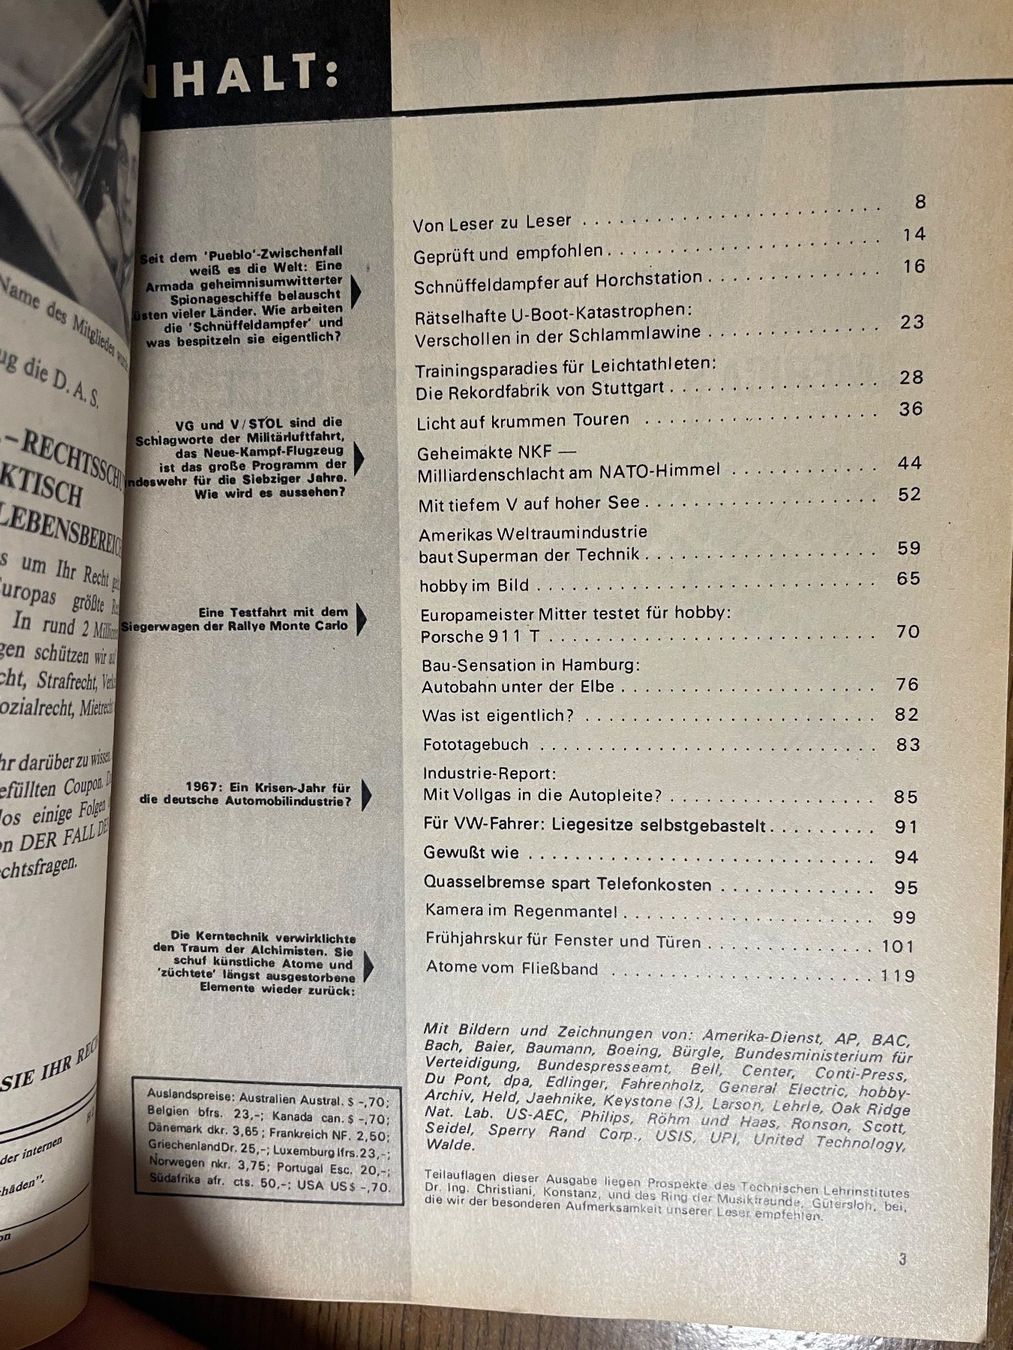 NHALT:
Name des Mitgliedes
ug die D. A. S.
–RECHTSSCHU
KTISCH
LEBENSBEREIC
s um Ihr Recht
Europas größte
In rund 2
gen schützen wir
cht, Strafrecht,
ozialrecht, Mietrecht
hr darüber zu wissen
efüllten Coupon.
los einige Folgen
on DER FALL
chtsfragen.
SIE IHR REC
der internen
chäden".
on
Seit dem 'Pueblo'-Zwischenfall
weiß es die Welt: Eine
Armada geheimnisumwitterter
Spionageschiffe belauscht
üsten vieler Länder. Wie arbeiten
die 'Schnüffeldampfer' und
was bespitzeln sie eigentlich?
VG und V/STOL sind die
Schlagworte der Militärluftfahrt,
das Neue-Kampf-Flugzeug
ist das große Programm der
ndeswehr für die Siebziger Jahre.
Wie wird es aussehen?
Eine Testfahrt mit dem
Siegerwagen der Rallye Monte Carlo
1967: Ein Krisen-Jahr für
die deutsche Automobilindustrie?
Die Kerntechnik verwirklichte
den Traum der Alchimisten. Sie
schuf künstliche Atome und
'züchtete' längst ausgestorbene
Elemente wieder zurück:
Auslandspreise: Australien Austral. $ -,70;
Belgien bfrs. 23,-; Kanada can. $ -,70;
Dänemark dkr. 3,65; Frankreich NF. 2,50;
Griechenland Dr. 25,-; Luxemburg lfrs. 23,-;
Norwegen nkr. 3,75; Portugal Esc. 20,-;
Südafrika afr. cts. 50,-; USA US $ -,70.
Von Leser zu Leser . . . . . . . . . . . . . . . . . . . . . . . . 8
Geprüft und empfohlen . . . . . . . . . . . . . . . . . . . . . . 14
Schnüffeldampfer auf Horchstation . . . . . . . . . . . . . 16
Rätselhafte U-Boot-Katastrophen:
Verschollen in der Schlammlawine . . . . . . . . . . . . . 23
Trainingsparadies für Leichtathleten:
Die Rekordfabrik von Stuttgart . . . . . . . . . . . . . . . . 28
Licht auf krummen Touren . . . . . . . . . . . . . . . . . . . 36
Geheimakte NKF —
Milliardenschlacht am NATO-Himmel . . . . . . . . . . . 44
Mit tiefem V auf hoher See . . . . . . . . . . . . . . . . . . . 52
Amerikas Weltraumindustrie
baut Superman der Technik . . . . . . . . . . . . . . . . . . . 59
hobby im Bild . . . . . . . . . . . . . . . . . . . . . . . . . . . . 65
Europameister Mitter testet für hobby:
Porsche 911 T . . . . . . . . . . . . . . . . . . . . . . . . . . . 70
Bau-Sensation in Hamburg:
Autobahn unter der Elbe . . . . . . . . . . . . . . . . . . . . . 76
Was ist eigentlich? . . . . . . . . . . . . . . . . . . . . . . . . 82
Fototagebuch . . . . . . . . . . . . . . . . . . . . . . . . . . . . 83
Industrie-Report:
Mit Vollgas in die Autopleite? . . . . . . . . . . . . . . . . . 85
Für VW-Fahrer: Liegesitze selbstgebastelt . . . . . . . . . 91
Gewußt wie . . . . . . . . . . . . . . . . . . . . . . . . . . . . . 94
Quasselbremse spart Telefonkosten . . . . . . . . . . . . . 95
Kamera im Regenmantel . . . . . . . . . . . . . . . . . . . . . 99
Frühjahrskur für Fenster und Türen . . . . . . . . . . . . . . 101
Atome vom Fließband . . . . . . . . . . . . . . . . . . . . . . 119
Mit Bildern und Zeichnungen von: Amerika-Dienst, AP, BAC,
Bach, Baier, Baumann, Boeing, Bürgle, Bundesministerium für
Verteidigung, Bundespresseamt, Bell, Center, Conti-Press,
Du Pont, dpa, Edlinger, Fahrenholz, General Electric, hobby-
Archiv, Held, Jaehnike, Keystone (3), Larson, Lehrle, Oak Ridge
Nat. Lab. US-AEC, Philips, Röhm und Haas, Ronson, Scott,
Seidel, Sperry Rand Corp., USIS, UPI, United Technology,
Walde.
Teilauflagen dieser Ausgabe liegen Prospekte des Technischen Lehrinstitutes
Dr. Ing. Christiani, Konstanz, und des Ring der Musikfreunde, Gütersloh, bei,
die wir der besonderen Aufmerksamkeit unserer Leser empfehlen.
3